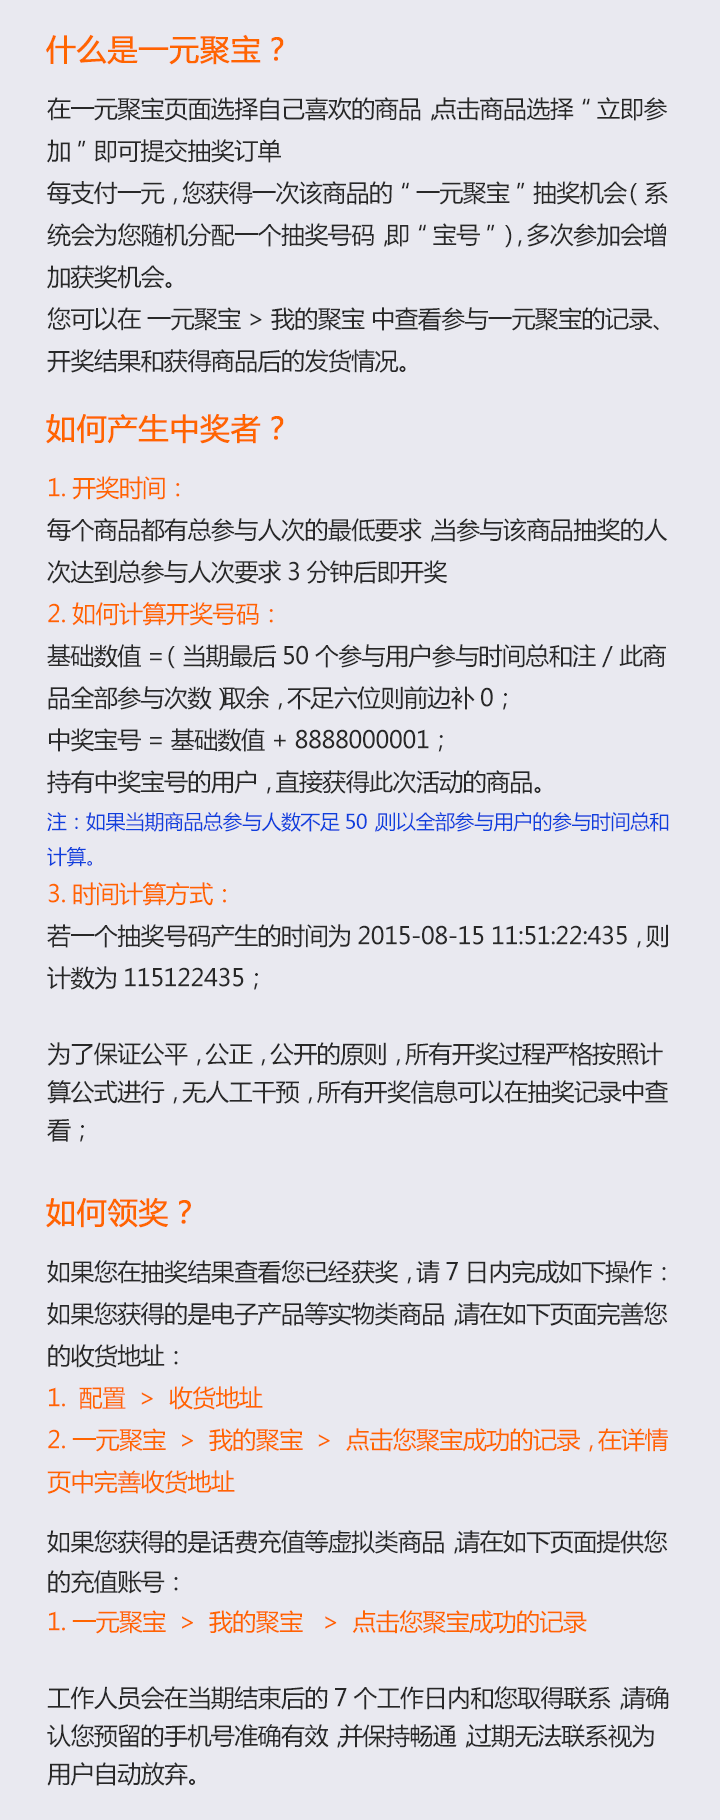 什么是一元聚宝？
在一元聚宝页面选择自己喜欢的商品，点击商品选择“立即参
加”即可提交抽奖订单
每支付一元，您获得一次该商品的“一元聚宝”抽奖机会（系
统会为您随机分配一个抽奖号码，即“宝号”），多次参加会增
加获奖机会。
您可以在 一元聚宝 > 我的聚宝 中查看参与一元聚宝的记录、
开奖结果和获得商品后的发货情况。
如何产生中奖者？
1. 开奖时间：
每个商品都有总参与人次的最低要求，当参与该商品抽奖的人
次达到总参与人次要求 3 分钟后即开奖
2. 如何计算开奖号码：
基础数值 =（当期最后 50 个参与用户参与时间总和注 / 此商
品全部参与次数）取余，不足六位则前边补 0；
中奖宝号 = 基础数值 + 8888000001；
持有中奖宝号的用户，直接获得此次活动的商品。
注：如果当期商品总参与人数不足 50，则以全部参与用户的参与时间总和
计算。
3. 时间计算方式：
若一个抽奖号码产生的时间为 2015-08-15 11:51:22:435，则
计数为 115122435；
为了保证公平，公正，公开的原则，所有开奖过程严格按照计
算公式进行，无人工干预，所有开奖信息可以在抽奖记录中查
看；
如何领奖？
如果您在抽奖结果查看您已经获奖，请 7 日内完成如下操作：
如果您获得的是电子产品等实物类商品，请在如下页面完善您
的收货地址：
1. 配置 > 收货地址
2. 一元聚宝 > 我的聚宝 > 点击您聚宝成功的记录，在详情
页中完善收货地址
如果您获得的是话费充值等虚拟类商品，请在如下页面提供您
的充值账号：
1. 一元聚宝 > 我的聚宝 > 点击您聚宝成功的记录
工作人员会在当期结束后的 7 个工作日内和您取得联系，请确
认您预留的手机号准确有效，并保持畅通，过期无法联系视为
用户自动放弃。